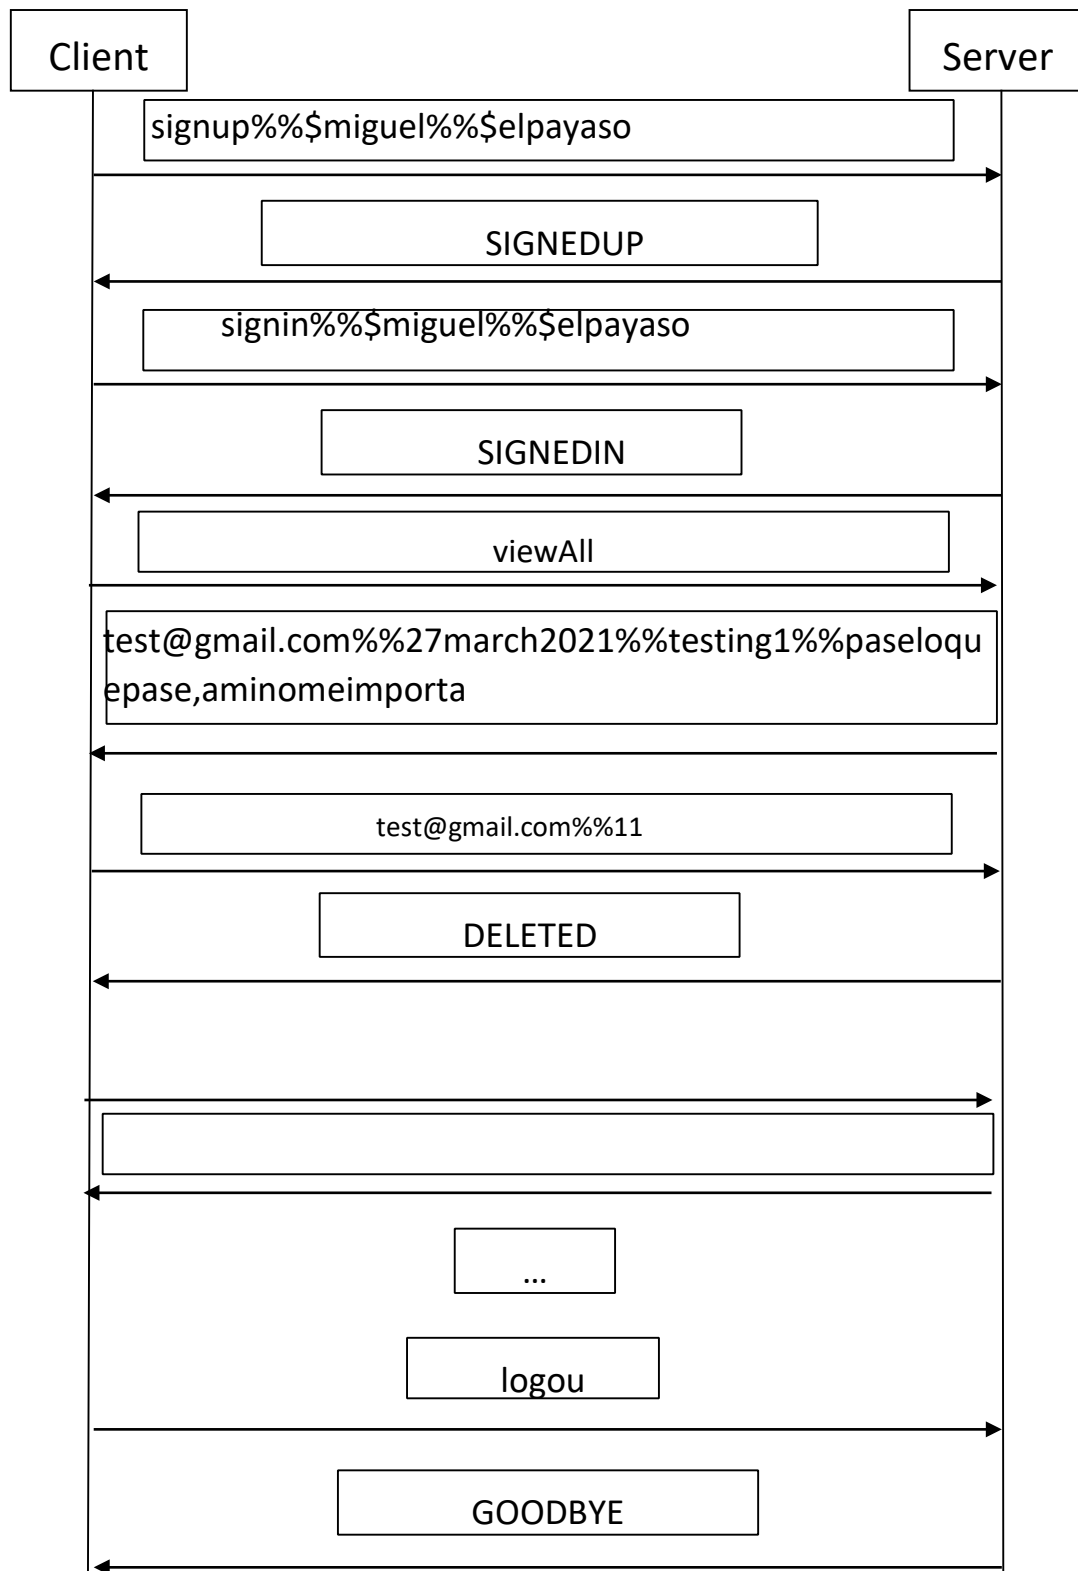 Client
Server
signup%%$miguel%%$elpayaso
SIGNEDUP
signin%%$miguel%%$elpayaso
SIGNEDIN
viewAll
test@gmail.com%%27march2021%%testing1%%paseloqu
epase,aminomeimporta
test@gmail.com%%11
DELETED
...
logou
GOODBYE